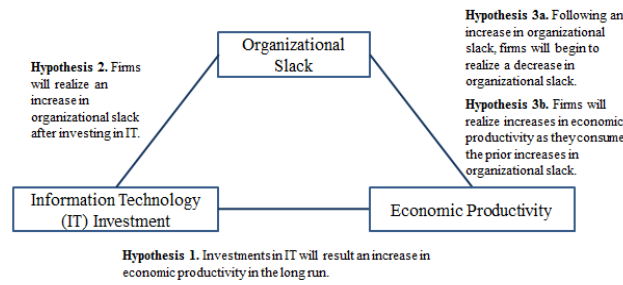 Hypothesis 3a. Following an
increase in organizational
slack, firms will begin to
realize a decrease in
organizational slack.
Organizational
Slack
Hypothesis 2. Firms
will realize an
increase in
organizational slack
after investing in IT.
Hypothesis 3b. Firms will
realize increases in economic
productivity as they consume
the prior increases in
organizational slack.
Information Technology
(IT) Investment
Economic Productivity
Hypothesis 1. Investments in IT will result an increase in
economic productivity in the long run.